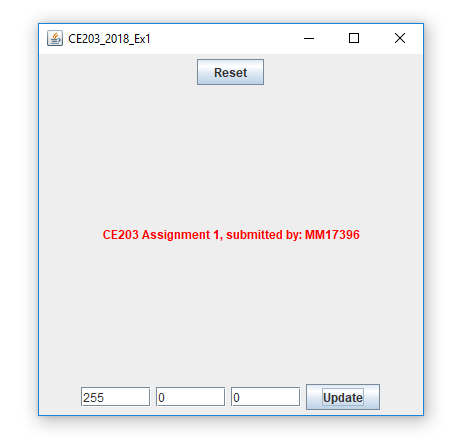 CE203_2018_Ex1
Reset
CE203 Assignment 1, submitted by: MM17396
255 0 0 Update